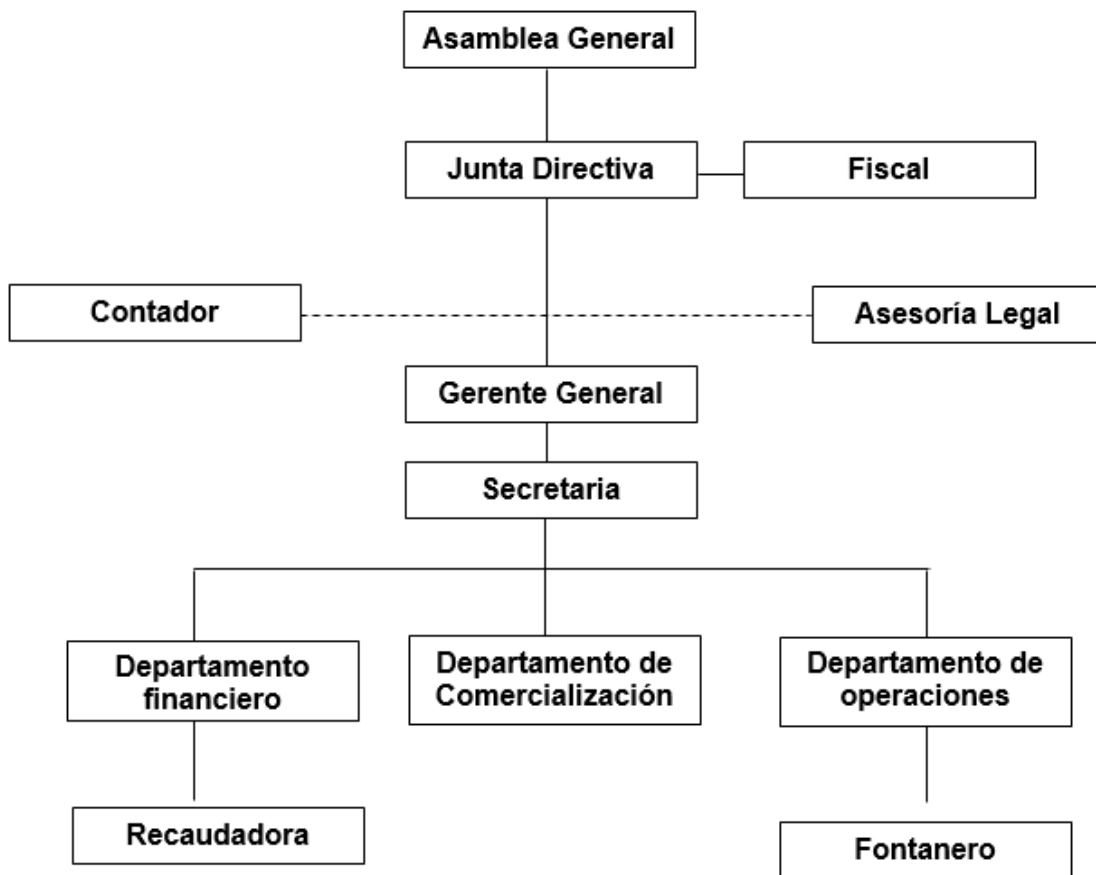 Asamblea General
Junta Directiva
Fiscal
Contador
Asesoría Legal
Gerente General
Secretaria
Departamento
financiero
Departamento de
Comercialización
Departamento de
operaciones
Recaudadora
Fontanero